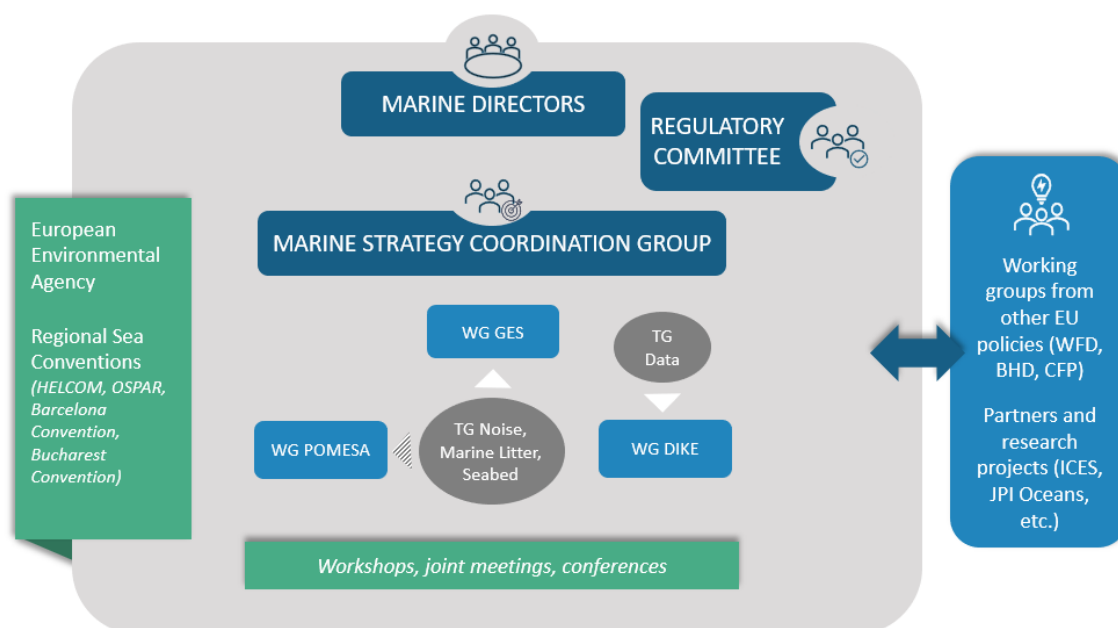 MARINE DIRECTORS
REGULATORY
COMMITTEE
MARINE STRATEGY COORDINATION GROUP
European
Environmental
Agency
Regional Sea
Conventions
(HELCOM, OSPAR,
Barcelona
Convention,
Bucharest
Convention)
WG GES
TG
Data
WG POMESA
TG Noise,
Marine Litter,
Seabed
WG DIKE
Workshops, joint meetings, conferences
Working
groups from
other EU
policies (WFD,
BHD, CFP)
Partners and
research
projects (ICES,
JPI Oceans,
etc.)